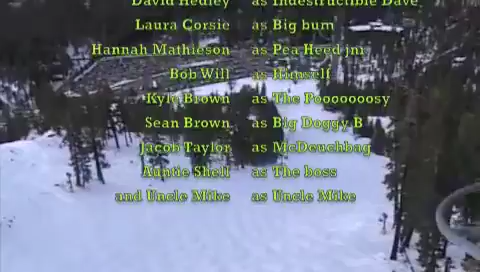 David Hedley as Indestructible Dave
Laura Corsie as Big bum
Hannah Mathieson as Pea Heed jnr
Bob Will as Himself
Kyle Brown as The Pooooooosy
Sean Brown as Big Doggy B
Jacob Taylor as McDouchbag
Auntie Shell as The boss
and Uncle Mike as Uncle Mike